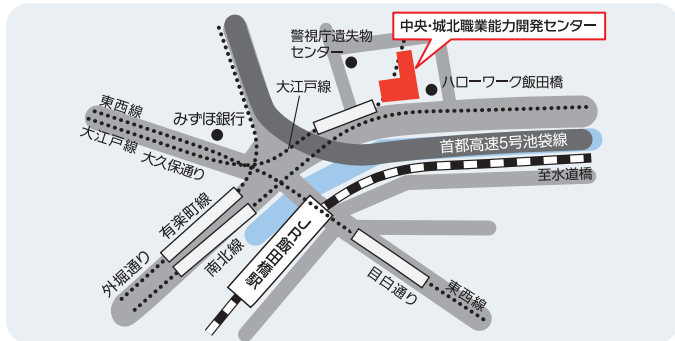 中央・城北職業能力開発センター
警視庁遺失物
センター
ハローワーク飯田橋
大江戸線
東西線
みずほ銀行
大江戸線
大久保通り
首都高速5号池袋線
至水道橋
有楽町線
外堀通り
南北線
JR飯田橋駅
目白通り
東西線